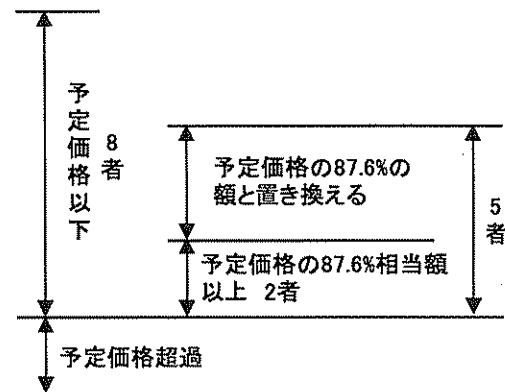 予定価格以下
8者
予定価格の87.6%の
額と置き換える
5者
予定価格の87.6%相当額
以上 2者
予定価格超過